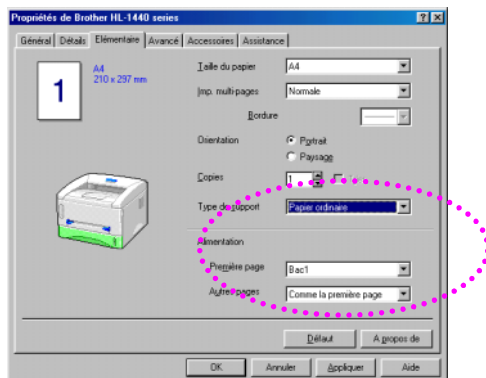 Propriétés de Brother HL-1440 series
Général Détails Elémentaire Avancé Accessoires Assistance
1
A4
210 x 297 mm
Taille du papier A4
Imp. multi-pages Normale
Bordure
Orientation Portrait
Paysage
Copies 1
Type de support Papier ordinaire
Alimentation
Première page Bac1
Autres pages Comme la première page
Défaut A propos de
OK Annuler Appliquer Aide